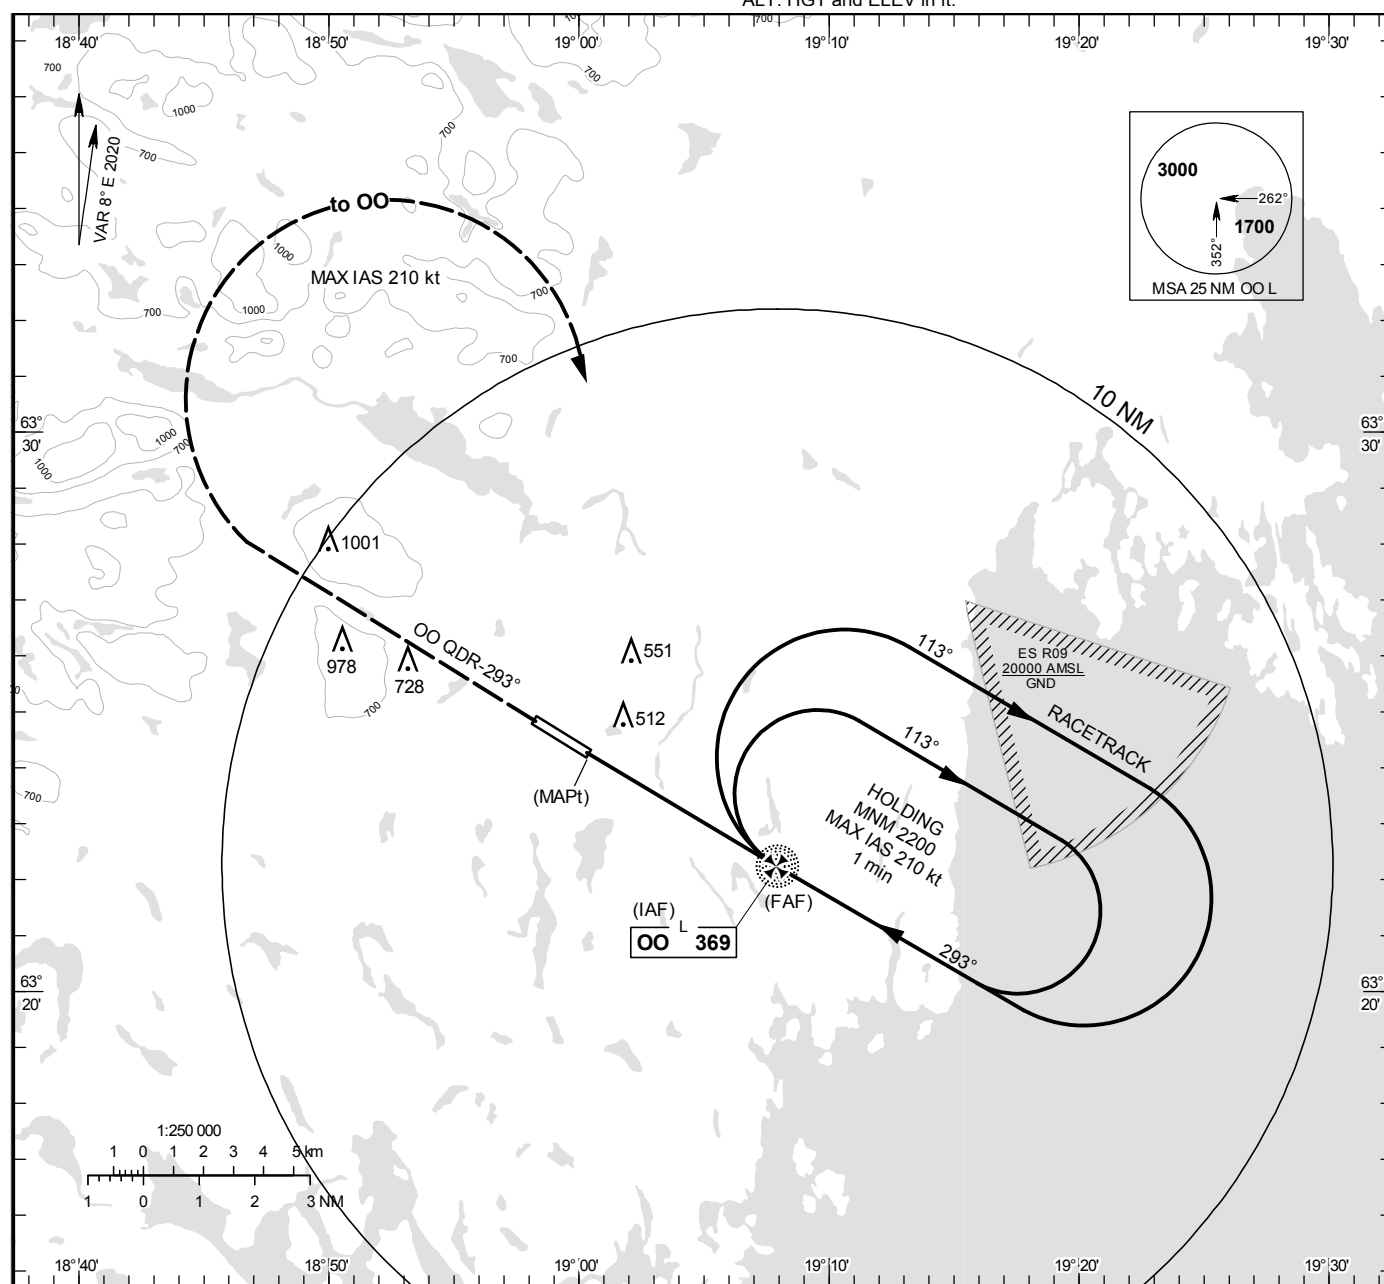 ALT. HGT and ELEV in ft.
18°40'
18°50'
19°00'
19°10'
19°20'
19°30'
700
700
700
700
1000
700
700
VAR 8° E 2020
3000
262°
1700
352°
MSA 25 NM OO L
to OO
1000
MAX IAS 210 kt
700
1000
700
700
10 NM
63°
30'
63°
30'
1000
700
1000
1001
978
728
700
OO QDR-293°
551
512
113°
ES R09
20000 AMSL
GND
RACETRACK
113°
(MAPt)
700
HOLDING
MNM 2200
MAX IAS 210 kt
1 min
(IAF)
(FAF)
L
OO 369
293°
63°
20'
63°
20'
1:250 000
1 0 1 2 3 4 5 km
1 0 1 2 3 NM
18°40'
18°50'
19°00'
19°10'
19°20'
19°30'